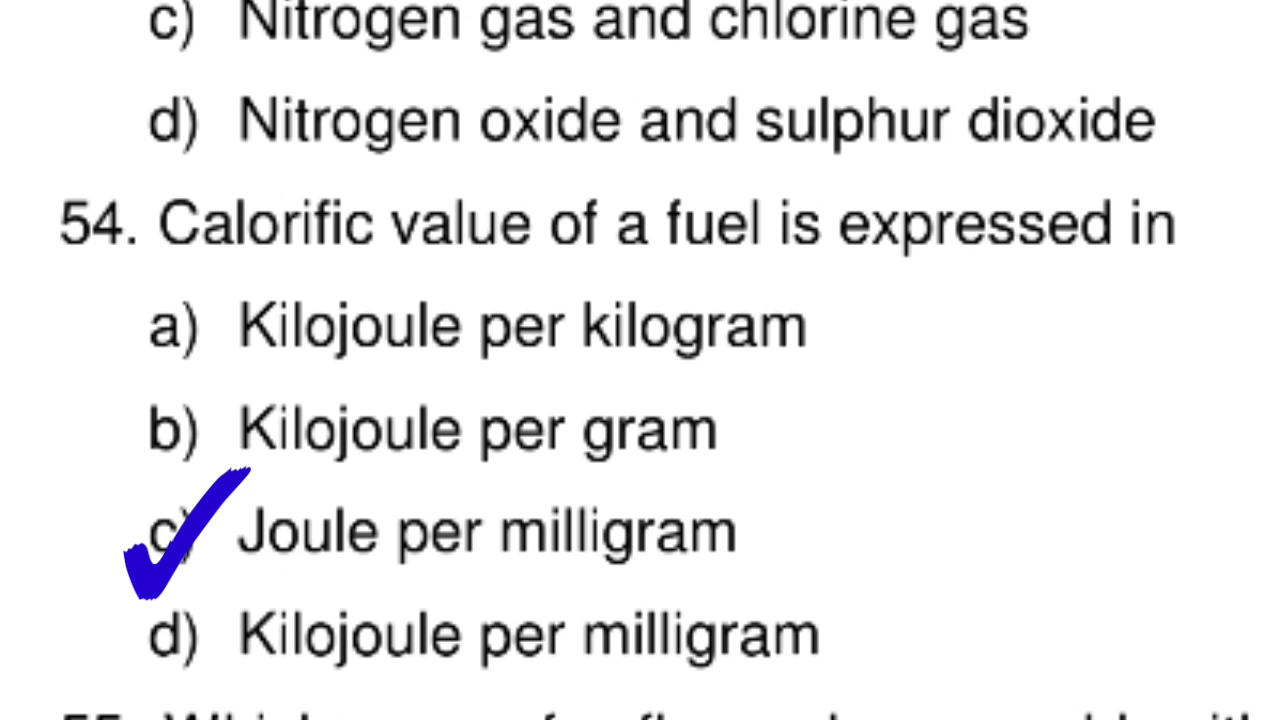 c) Nitrogen gas and chlorine gas
d) Nitrogen oxide and sulphur dioxide
54. Calorific value of a fuel is expressed in
a) Kilojoule per kilogram
b) Kilojoule per gram
c) Joule per milligram
d) Kilojoule per milligram
55.